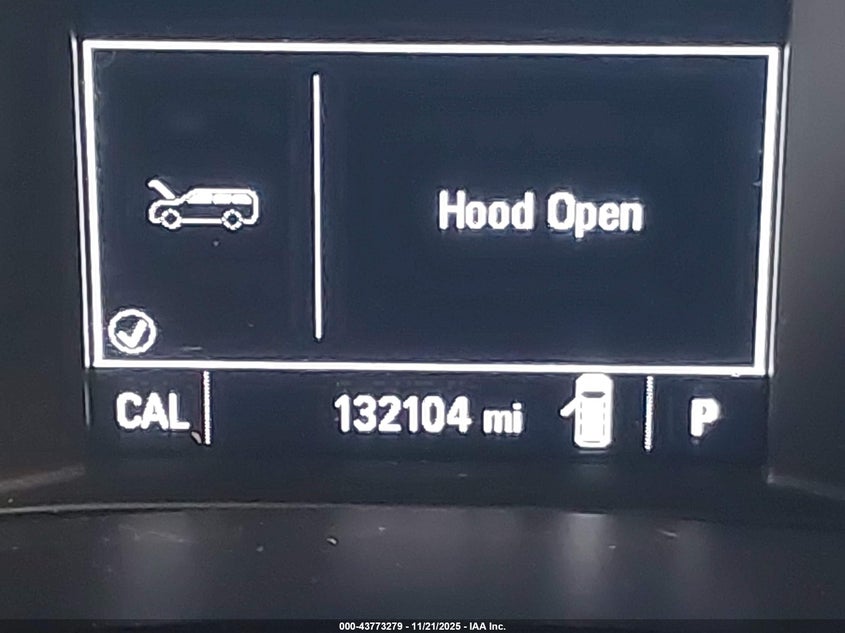 Hood Open
CAL 132104 mi P
000-43773279 - 11/21/2025 - IAA Inc.